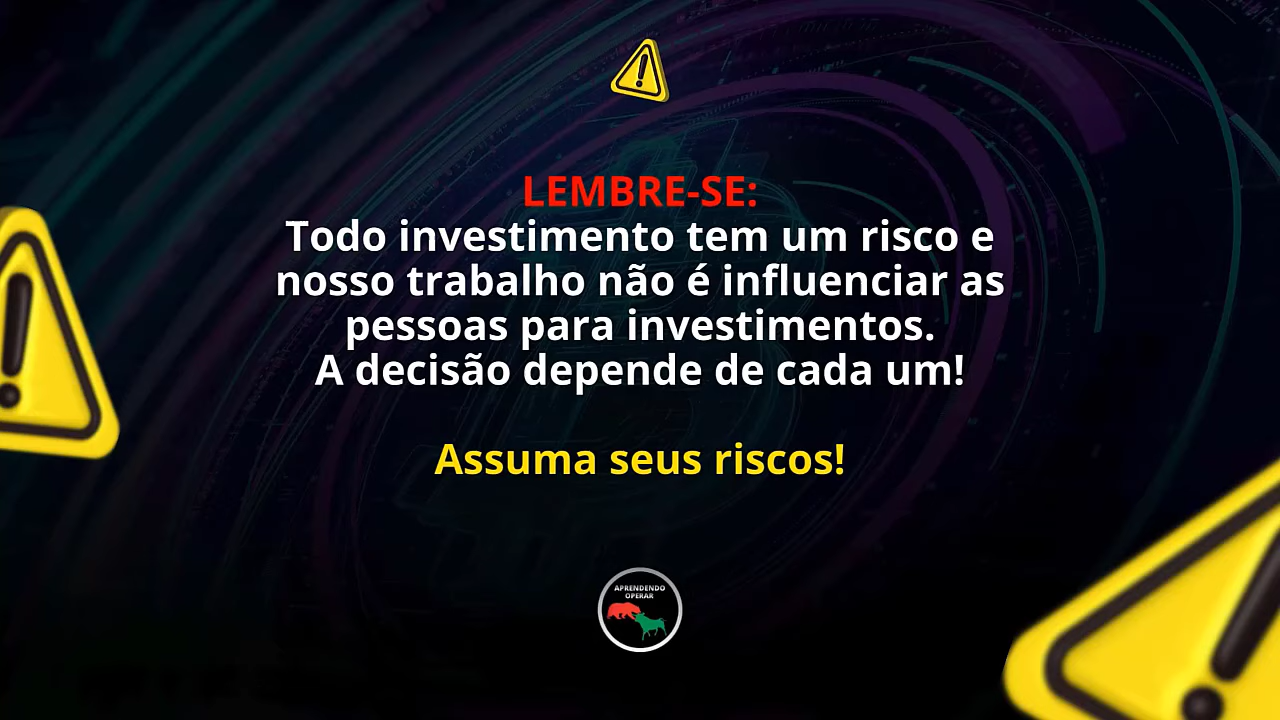 LEMBRE-SE:
Todo investimento tem um risco e
nosso trabalho não é influenciar as
pessoas para investimentos.
A decisão depende de cada um!
Assuma seus riscos!
APRENDENDO
OPERAR